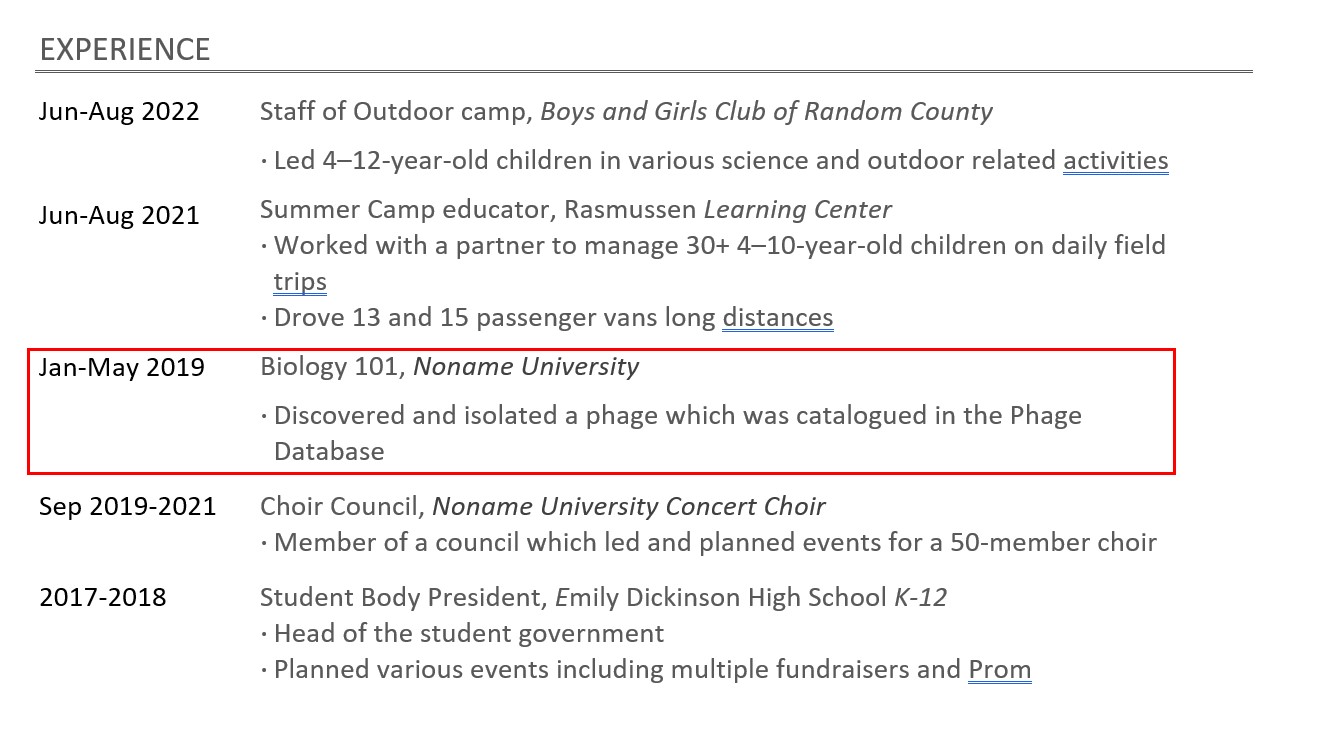 EXPERIENCE
Jun-Aug 2022 Staff of Outdoor camp, Boys and Girls Club of Random County
· Led 4–12-year-old children in various science and outdoor related activities
Jun-Aug 2021 Summer Camp educator, Rasmussen Learning Center
· Worked with a partner to manage 30+ 4–10-year-old children on daily field
trips
· Drove 13 and 15 passenger vans long distances
Jan-May 2019 Biology 101, Noname University
· Discovered and isolated a phage which was catalogued in the Phage
Database
Sep 2019-2021 Choir Council, Noname University Concert Choir
· Member of a council which led and planned events for a 50-member choir
2017-2018 Student Body President, Emily Dickinson High School K-12
· Head of the student government
· Planned various events including multiple fundraisers and Prom